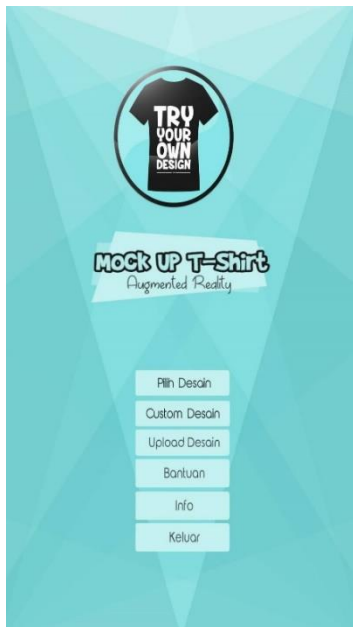 TRY
YOUR
OWN
DESIGN
MOCK UP T-Shirt
Augmented Reality
Pilih Desain
Custom Desain
Upload Desain
Bantuan
Info
Keluar